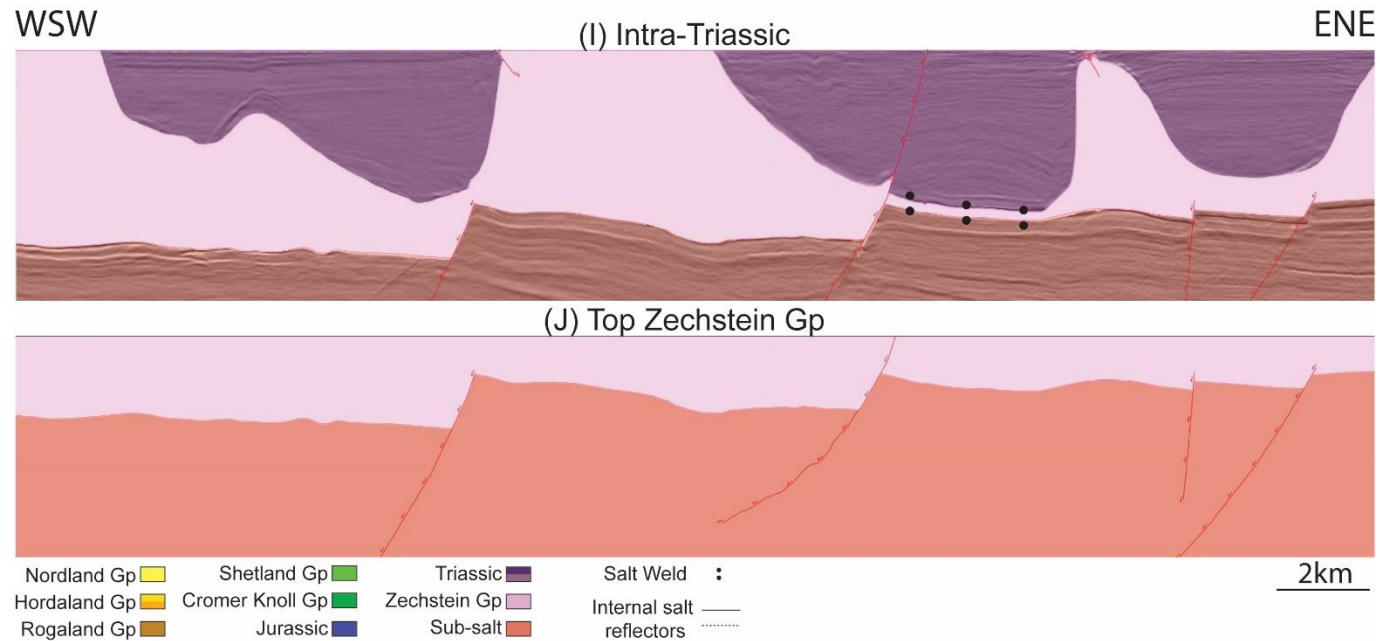 WSW
ENE
(I) Intra-Triassic
(J) Top Zechstein Gp
Nordland Gp
Shetland Gp
Triassic
Salt Weld
Hordaland Gp
Cromer Knoll Gp
Zechstein Gp
Internal salt
reflectors
Rogaland Gp
Jurassic
Sub-salt
2km